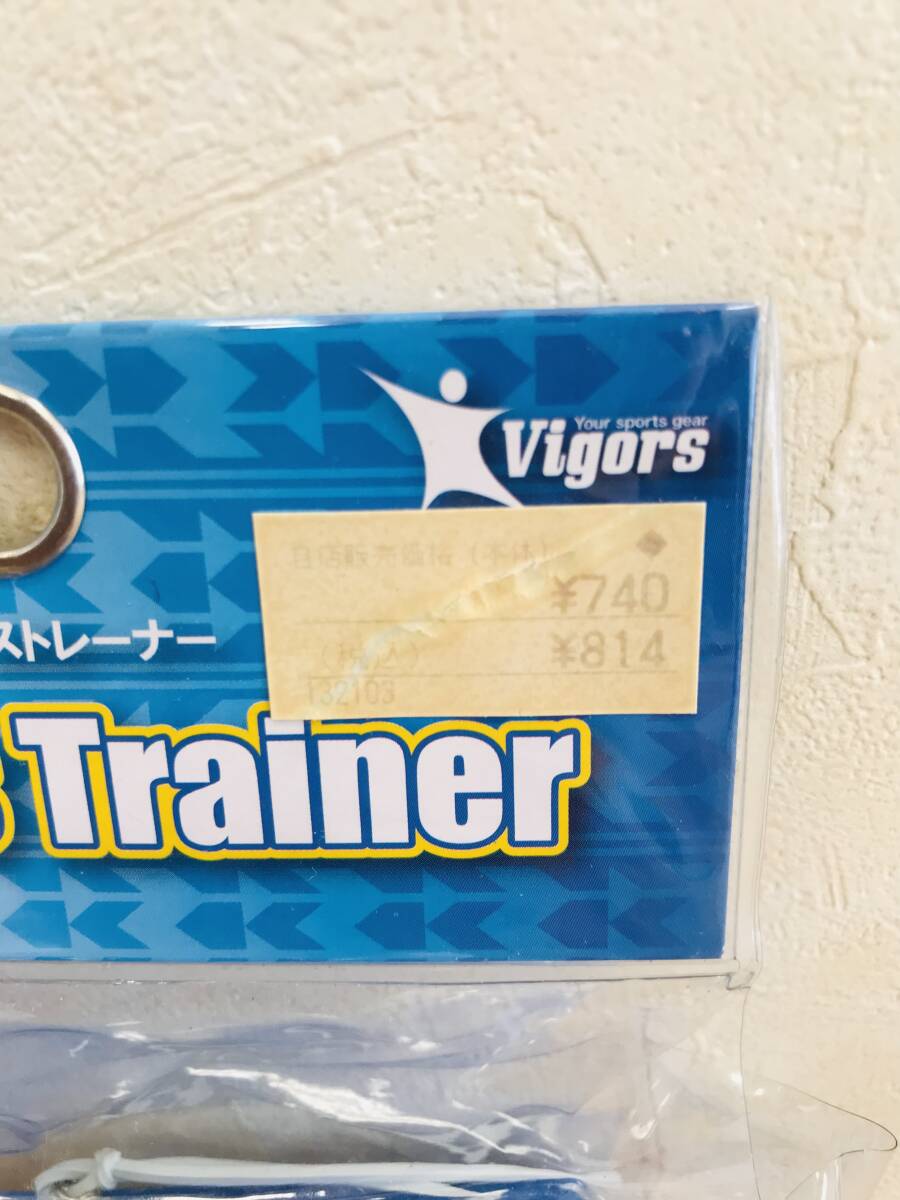 Your sports gear
Vigors
自店販売価格(本体)
¥740
(税込)
¥814
132103
ストレーナー
Trainer